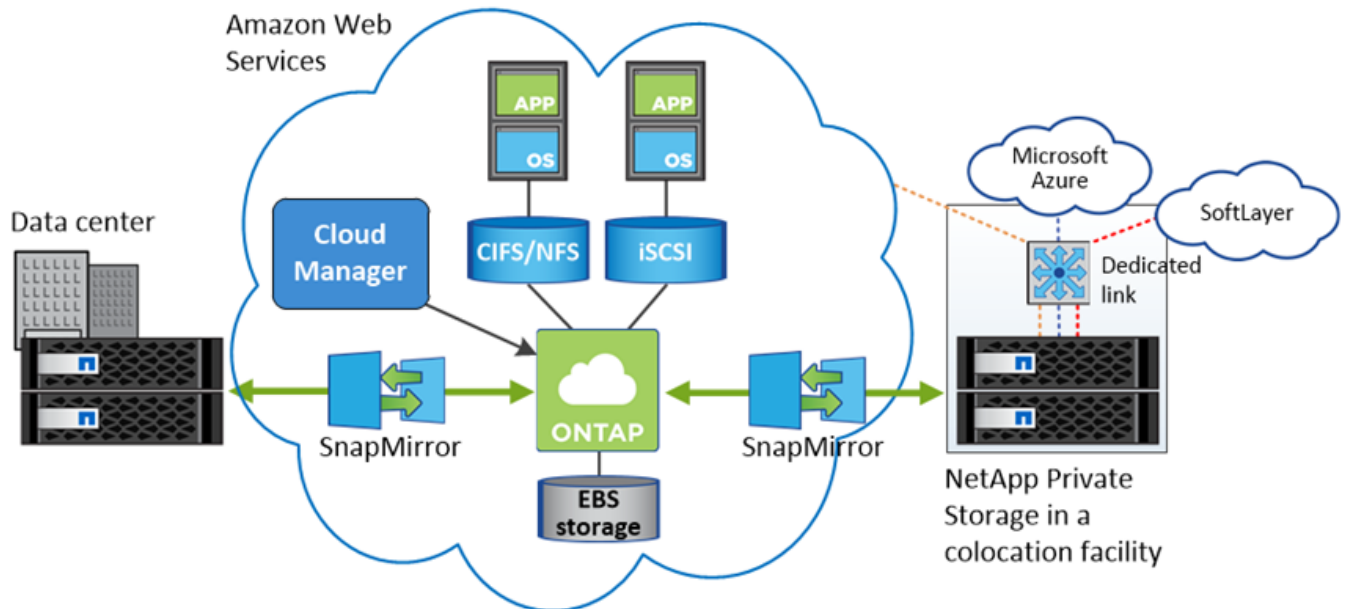 Amazon Web
Services
APP
OS
APP
OS
Microsoft
Azure
SoftLayer
Data center
Cloud
Manager
CIFS/NFS
iSCSI
Dedicated
link
SnapMirror
ONTAP
SnapMirror
EBS
storage
NetApp Private
Storage in a
colocation facility